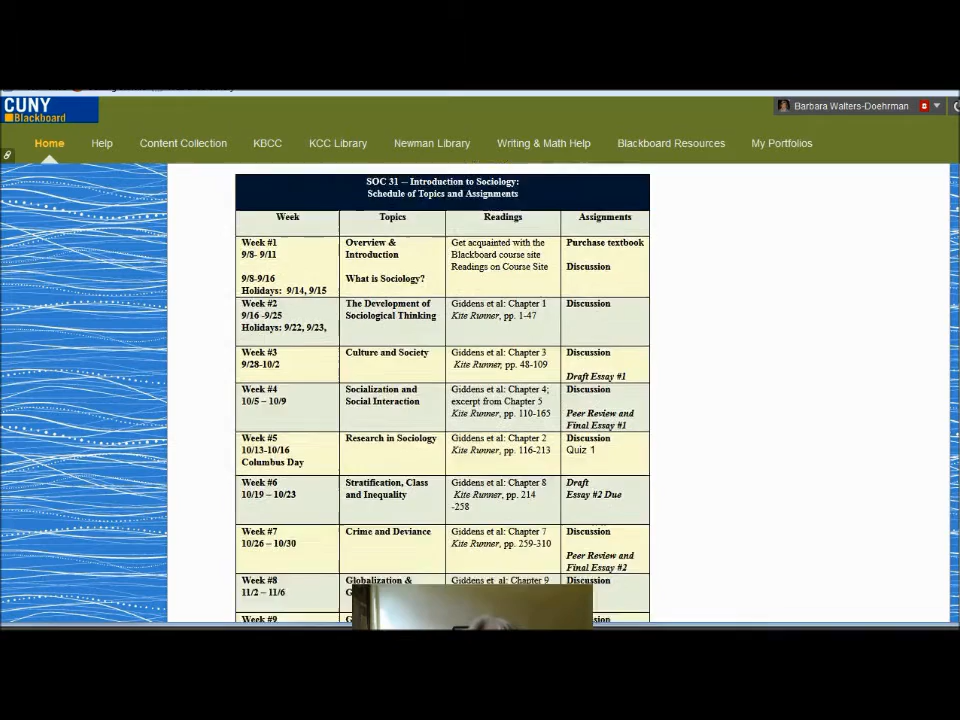 CUNY
Blackboard
Barbara Walters-Doehrman
Home Help Content Collection KBCC KCC Library Newman Library Writing & Math Help Blackboard Resources My Portfolios
SOC 31 – Introduction to Sociology:
Schedule of Topics and Assignments
Week Topics Readings Assignments
Week #1
9/8- 9/11
9/8-9/16
Holidays: 9/14, 9/15
Overview &
Introduction
What is Sociology?
Get acquainted with the
Blackboard course site
Readings on Course Site
Purchase textbook
Discussion
Week #2
9/16 -9/25
Holidays: 9/22, 9/23,
The Development of
Sociological Thinking
Giddens et al: Chapter 1
Kite Runner, pp. 1-47
Discussion
Week #3
9/28-10/2
Culture and Society
Giddens et al: Chapter 3
Kite Runner, pp. 48-109
Discussion
Draft Essay #1
Week #4
10/5 – 10/9
Socialization and
Social Interaction
Giddens et al: Chapter 4;
excerpt from Chapter 5
Kite Runner, pp. 110-165
Discussion
Peer Review and
Final Essay #1
Week #5
10/13-10/16
Columbus Day
Research in Sociology
Giddens et al: Chapter 2
Kite Runner, pp. 116-213
Discussion
Quiz 1
Week #6
10/19 – 10/23
Stratification, Class
and Inequality
Giddens et al: Chapter 8
Kite Runner, pp. 214
-258
Draft
Essay #2 Due
Week #7
10/26 – 10/30
Crime and Deviance
Giddens et al: Chapter 7
Kite Runner, pp. 259-310
Discussion
Peer Review and
Final Essay #2
Week #8
11/2 – 11/6
Globalization &
Giddens et al: Chapter 9
Discussion
Week #9